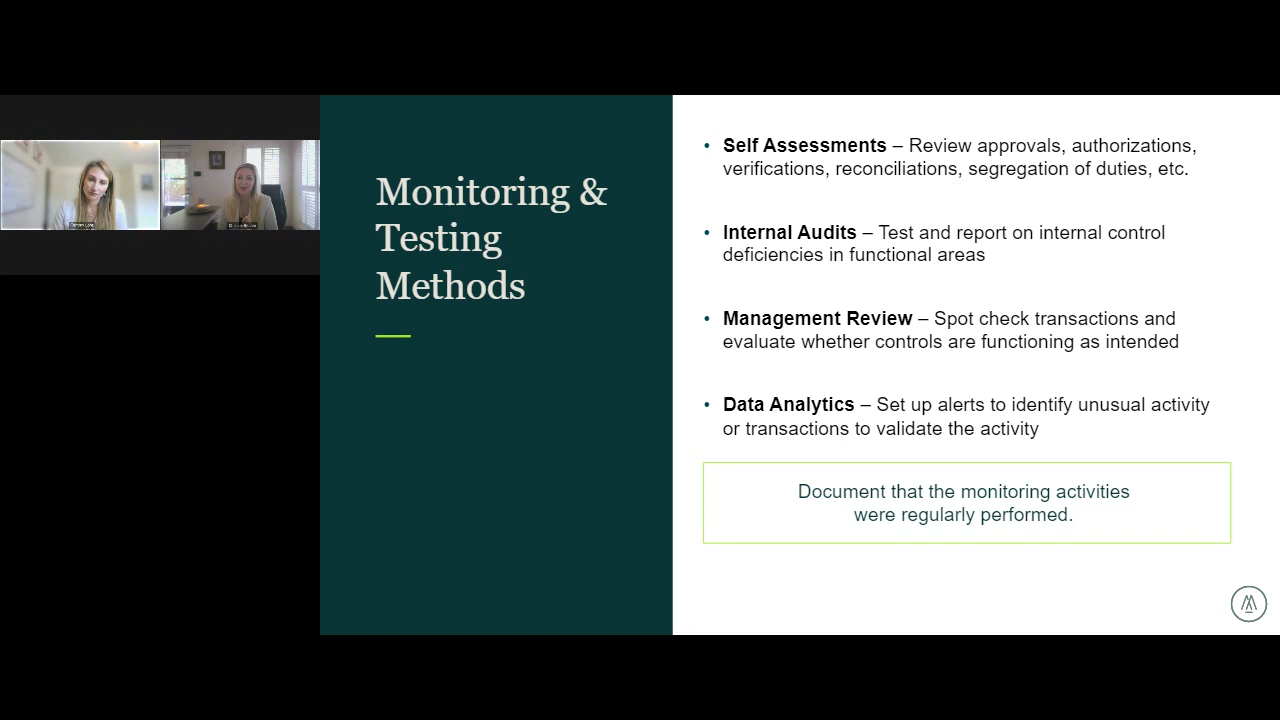 Monitoring &
Testing
Methods
• Self Assessments – Review approvals, authorizations,
verifications, reconciliations, segregation of duties, etc.
• Internal Audits – Test and report on internal control
deficiencies in functional areas
• Management Review – Spot check transactions and
evaluate whether controls are functioning as intended
• Data Analytics – Set up alerts to identify unusual activity
or transactions to validate the activity
Document that the monitoring activities
were regularly performed.